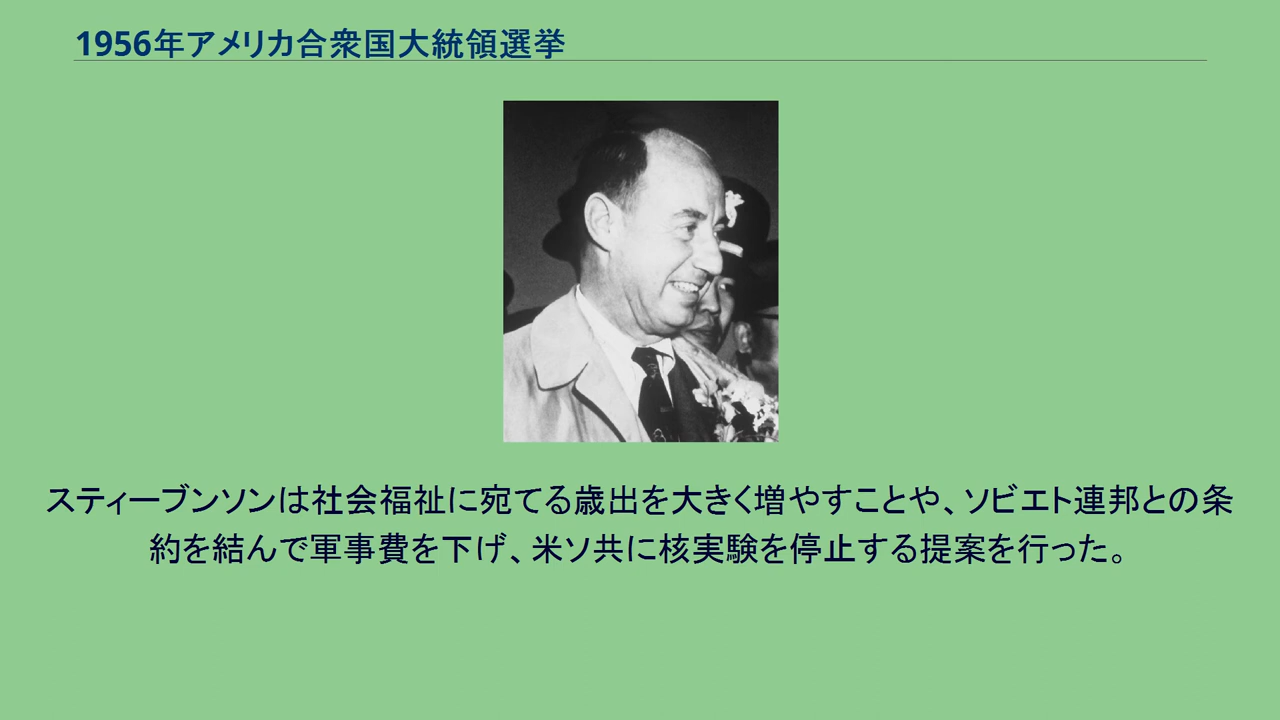 1956年アメリカ合衆国大統領選挙
スティーブンソンは社会福祉に宛てる歳出を大きく増やすことや、ソビエト連邦との条
約を結んで軍事費を下げ、米ソ共に核実験を停止する提案を行った。